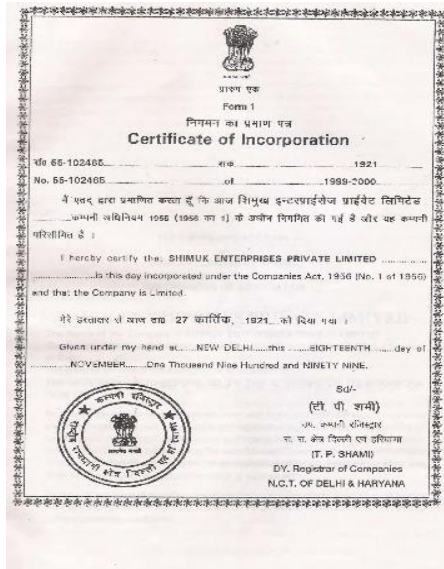 प्रारूप एक
Form 1
निगमन का प्रमाण पत्र
Certificate of Incorporation
सं० 55-102465 शक 1921
No. 55-102465 of 1999-2000
मैं एतद् द्वारा प्रमाणित करता हूँ कि आज शिमुख इन्टरप्राईसेज प्राईवेट लिमिटेड
कम्पनी अधिनियम 1956 (1956 का 1) के अधीन निगमित की गई है और यह कम्पनी
परिसीमित है ।
I hereby certify that SHIMUK ENTERPRISES PRIVATE LIMITED
is this day incorporated under the Companies Act, 1956 (No. 1 of 1956)
and that the Company is Limited.
मेरे हस्ताक्षर से आज ता० 27 कार्तिक, 1921 को दिया गया ।
Given under my hand at NEW DELHI this EIGHTEENTH day of
NOVEMBER One Thousand Nine Hundred and NINETY NINE.
Sd/-
(टी. पी. शमी)
उप. कम्पनी रजिस्ट्रार
रा. रा. क्षेत्र दिल्ली एवं हरियाणा
(T. P. SHAMI)
DY. Registrar of Companies
N.C.T. OF DELHI & HARYANA
कम्पनी रजिस्ट्रार